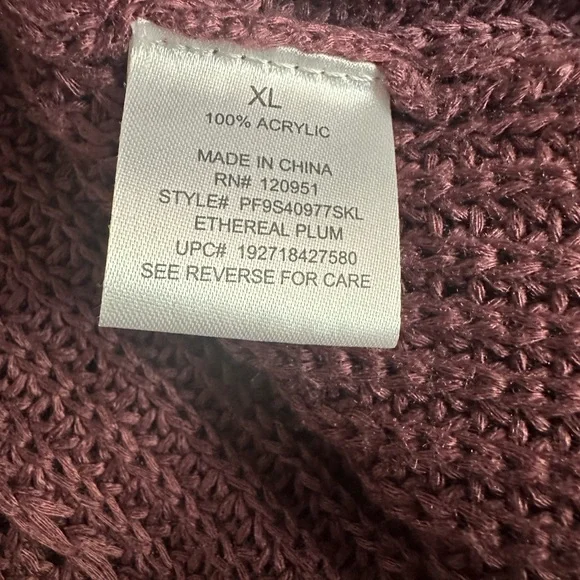 XL
100% ACRYLIC
MADE IN CHINA
RN# 120951
STYLE# PF9S40977SKL
ETHEREAL PLUM
UPC# 192718427580
SEE REVERSE FOR CARE